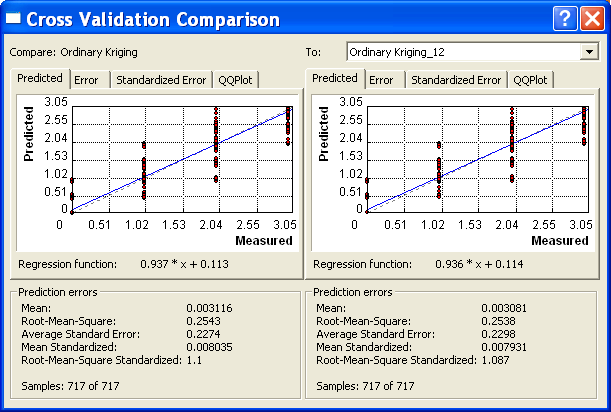 Cross Validation Comparison
Compare: Ordinary Kriging
To: Ordinary Kriging_12
Predicted Error Standardized Error QQPlot
Predicted
3.05
2.55
2.04
1.53
1.02
0.51
0
0 0.51 1.02 1.53 2.04 2.55 3.05
Measured
Regression function: 0.937 * x + 0.113
Predicted Error Standardized Error QQPlot
Predicted
3.05
2.55
2.04
1.53
1.02
0.51
0
0 0.51 1.02 1.53 2.04 2.55 3.05
Measured
Regression function: 0.936 * x + 0.114
Prediction errors
Mean: 0.003116
Root-Mean-Square: 0.2543
Average Standard Error: 0.2274
Mean Standardized: 0.008035
Root-Mean-Square Standardized: 1.1
Samples: 717 of 717
Prediction errors
Mean: 0.003081
Root-Mean-Square: 0.2538
Average Standard Error: 0.2298
Mean Standardized: 0.007931
Root-Mean-Square Standardized: 1.087
Samples: 717 of 717